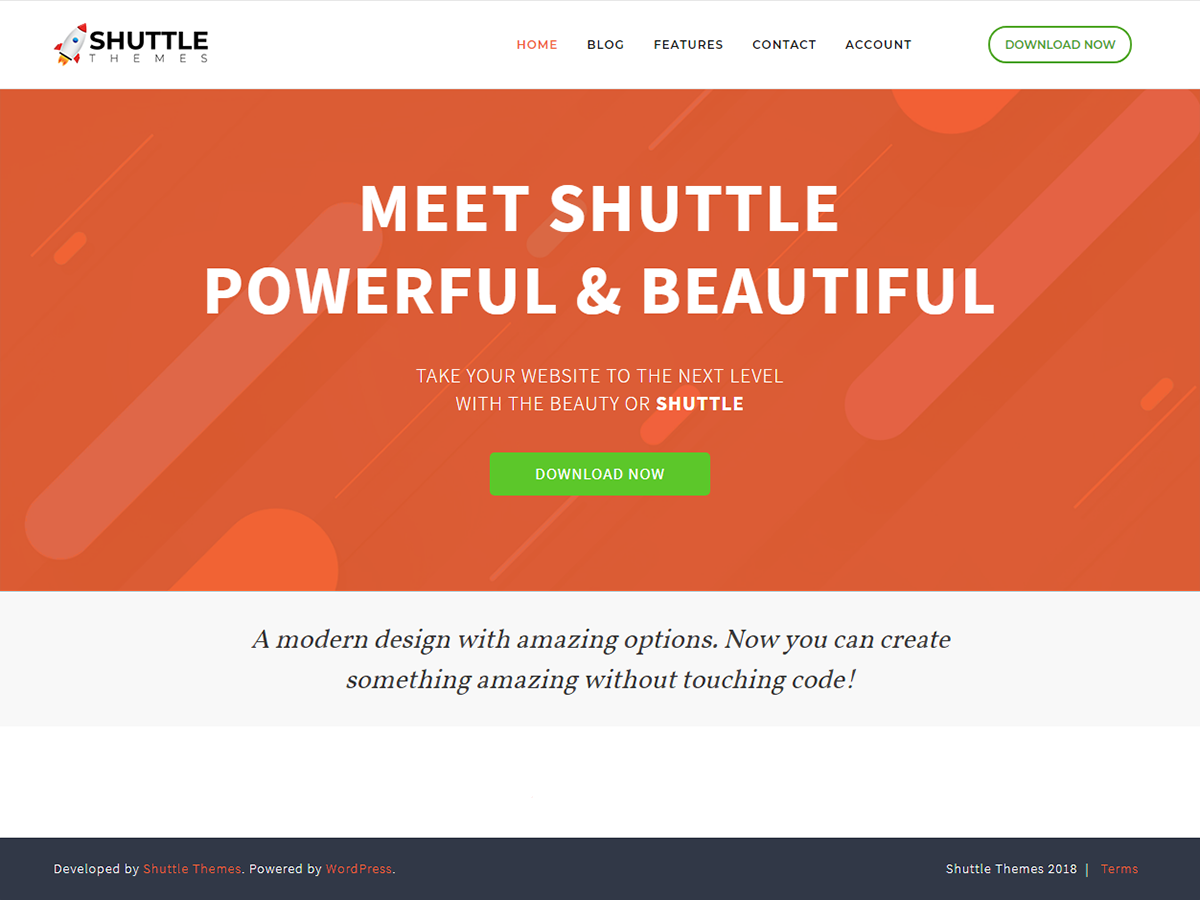 SHUTTLE
THEMES
HOME BLOG FEATURES CONTACT ACCOUNT DOWNLOAD NOW
MEET SHUTTLE
POWERFUL & BEAUTIFUL
TAKE YOUR WEBSITE TO THE NEXT LEVEL
WITH THE BEAUTY OR SHUTTLE
DOWNLOAD NOW
A modern design with amazing options. Now you can create
something amazing without touching code!
Developed by Shuttle Themes. Powered by WordPress.
Shuttle Themes 2018 | Terms